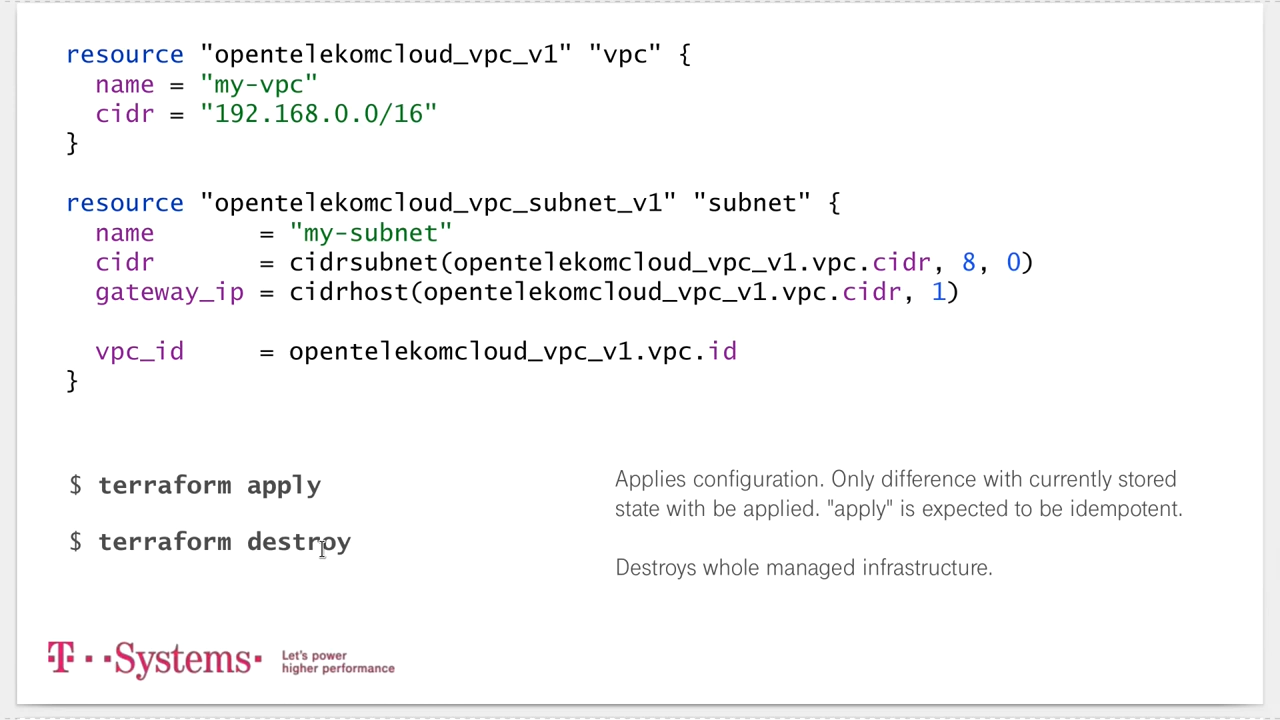 resource "opentelekomcloud_vpc_v1" "vpc" {
  name = "my-vpc"
  cidr = "192.168.0.0/16"
}

resource "opentelekomcloud_vpc_subnet_v1" "subnet" {
  name       = "my-subnet"
  cidr       = cidrsubnet(opentelekomcloud_vpc_v1.vpc.cidr, 8, 0)
  gateway_ip = cidrhost(opentelekomcloud_vpc_v1.vpc.cidr, 1)

  vpc_id     = opentelekomcloud_vpc_v1.vpc.id
}
$ terraform apply
Applies configuration. Only difference with currently stored
state with be applied. "apply" is expected to be idempotent.
$ terraform destroy
Destroys whole managed infrastructure.
T··Systems·
Let's power
higher performance